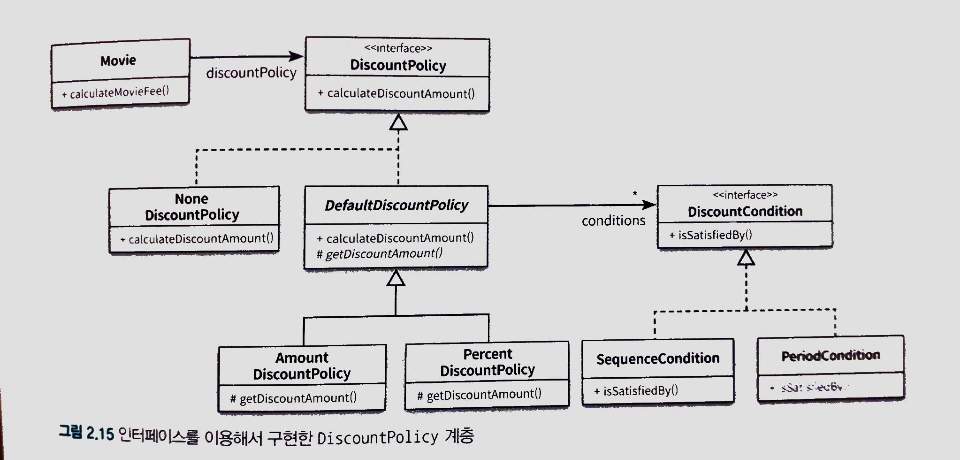 Movie
+ calculateMovieFee()
discountPolicy
<<interface>>
DiscountPolicy
+ calculateDiscountAmount()
None
DiscountPolicy
+ calculateDiscountAmount()
DefaultDiscountPolicy
+ calculateDiscountAmount()
# getDiscountAmount()
*
conditions
<<interface>>
DiscountCondition
+ isSatisfiedBy()
Amount
DiscountPolicy
# getDiscountAmount()
Percent
DiscountPolicy
# getDiscountAmount()
SequenceCondition
+ isSatisfiedBy()
PeriodCondition
그림 2.15 인터페이스를 이용해서 구현한 DiscountPolicy 계층